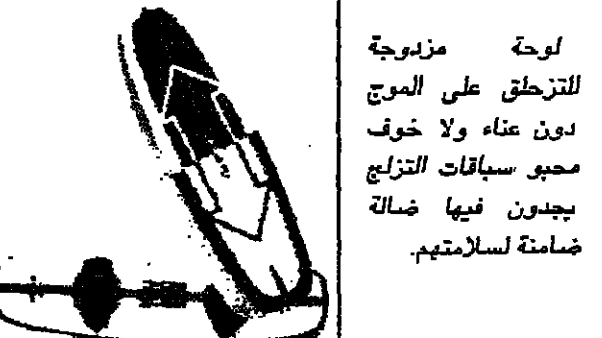 لوحة مزدوجة
للتزحلق على الموج
دون عناء ولا خوف
محبو سباقات التزلج
يجدون فيها ضالة
ضامنة لسلامتهم.